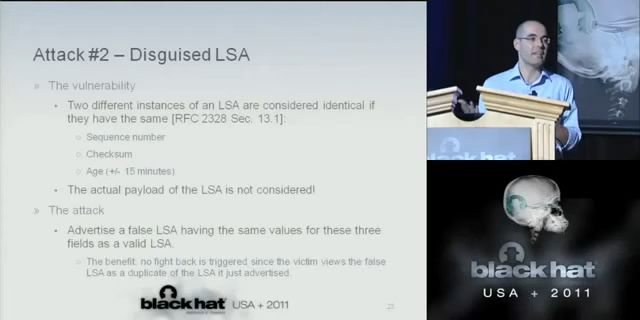 Attack #2 – Disguised LSA
» The vulnerability
• Two different instances of an LSA are considered identical if
they have the same [RFC 2328 Sec. 13.1]:
○ Sequence number
○ Checksum
○ Age (+/- 15 minutes)
• The actual payload of the LSA is not considered!
» The attack
• Advertise a false LSA having the same values for these three
fields as a valid LSA.
○ The benefit: no fight back is triggered since the victim views the false
LSA as a duplicate of the LSA it just advertised.
black hat USA + 2011
black hat
black hat
USA + 2011